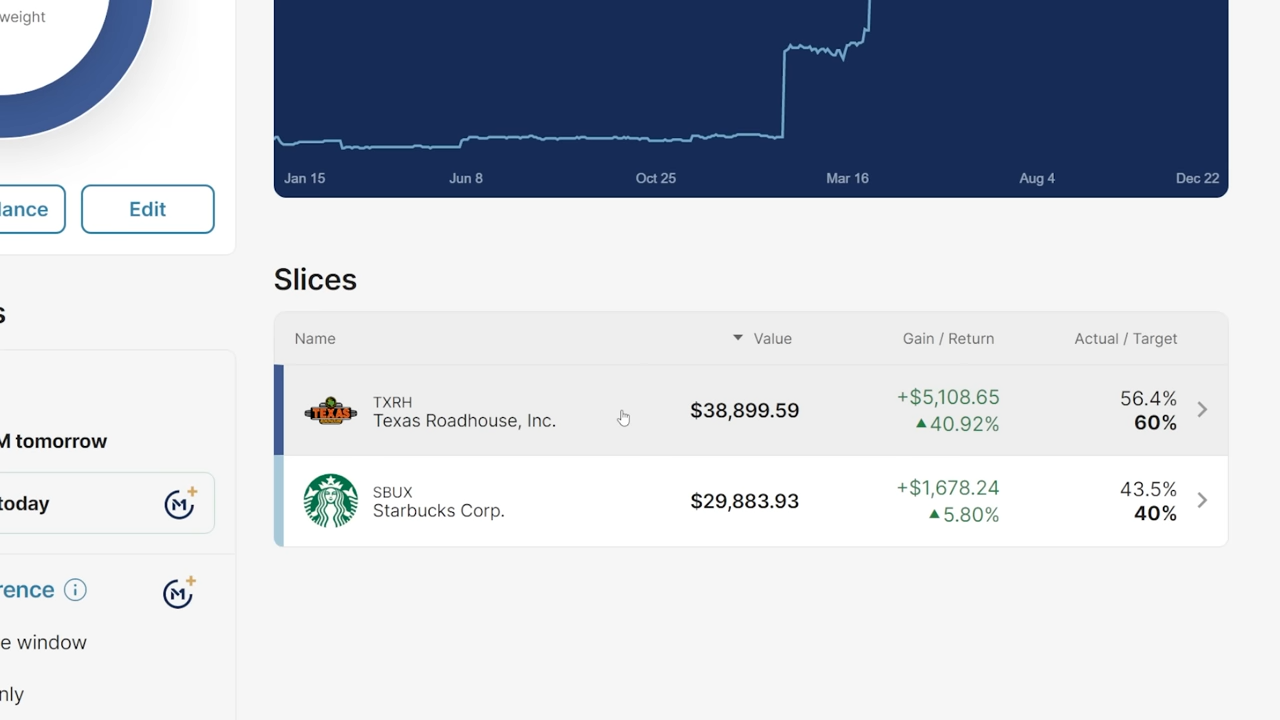 weight
lance
Edit
Jan 15
Jun 8
Oct 25
Mar 16
Aug 4
Dec 22
Slices
s
Name
Value
Gain / Return
Actual / Target
TEXAS
TXRH
Texas Roadhouse, Inc.
$38,899.59
+$5,108.65
40.92%
56.4%
60%
SBUX
Starbucks Corp.
$29,883.93
+$1,678.24
5.80%
43.5%
40%
M tomorrow
today
M+
rence
i
M+
e window
nly